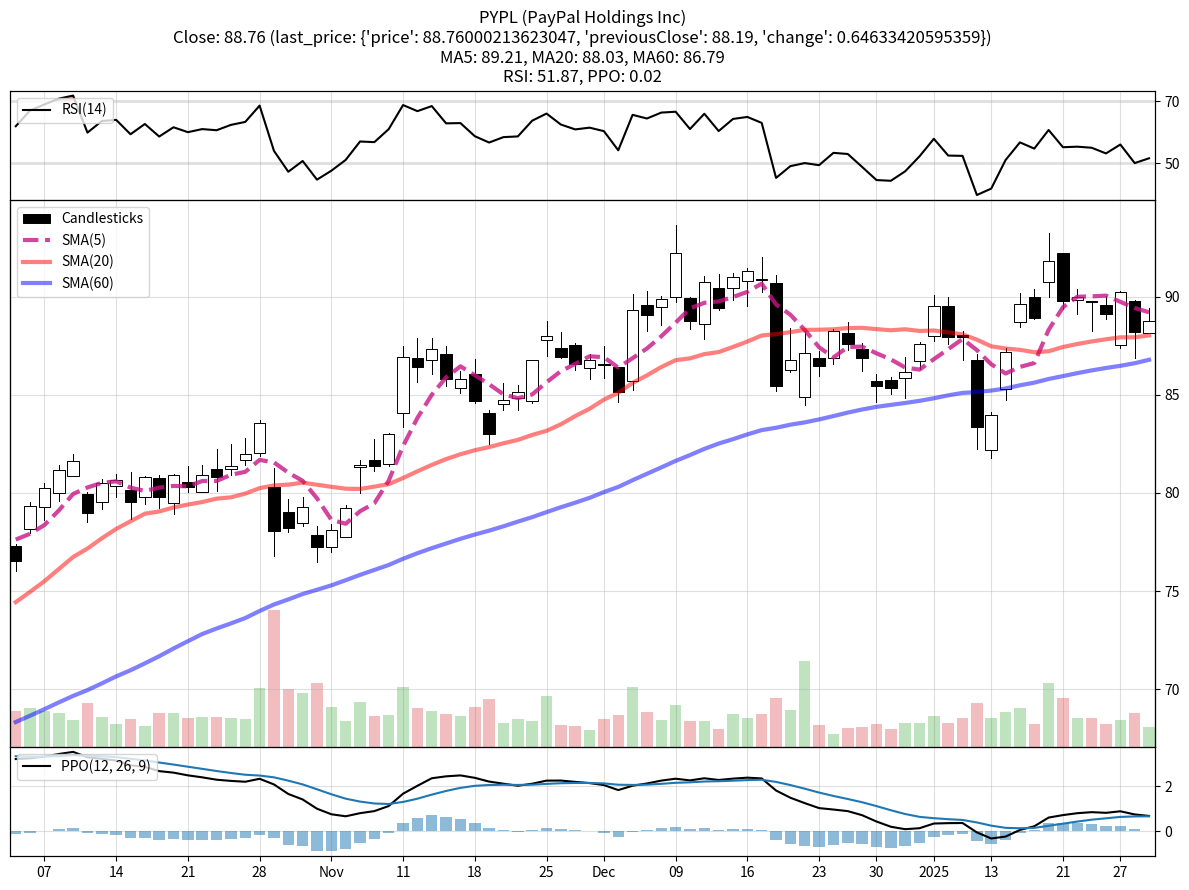 PYPL (PayPal Holdings Inc)
Close: 88.76 (last_price: {'price': 88.76000213623047, 'previousClose': 88.19, 'change': 0.64633420595359})
MA5: 89.21, MA20: 88.03, MA60: 86.79
RSI: 51.87, PPO: 0.02
RSI(14)
70
50
Candlesticks
SMA(5)
SMA(20)
SMA(60)
90
85
80
75
70
PPO(12, 26, 9)
2
0
07 14 21 28 Nov 11 18 25 Dec 09 16 23 30 2025 13 21 27